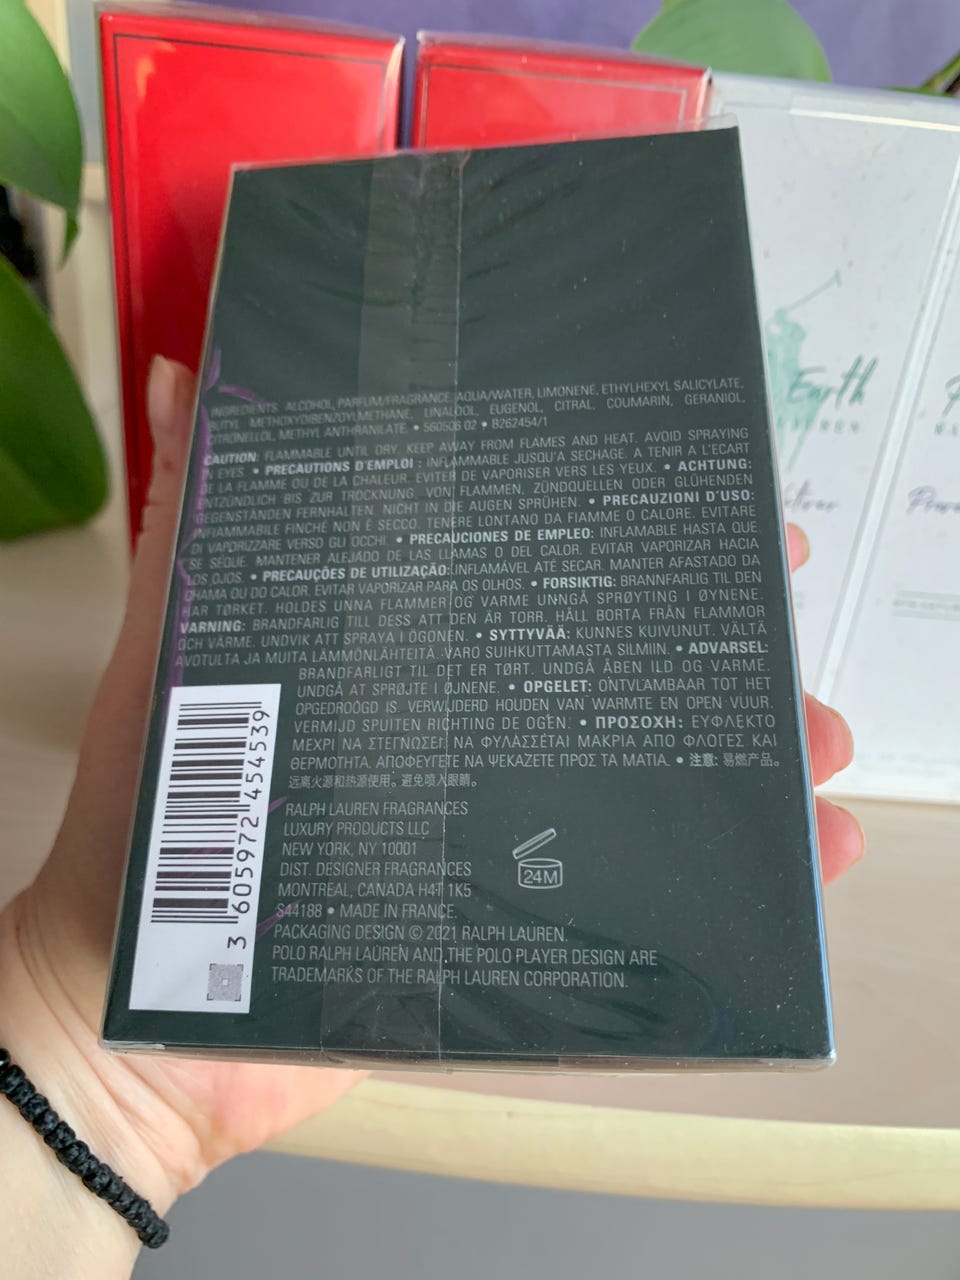 INGREDIENTS: ALCOHOL, PARFUM/FRAGRANCE, AQUA/WATER, LIMONENE, ETHYLHEXYL SALICYLATE,
BUTYL METHOXYDIBENZOYLMETHANE, LINALOOL, EUGENOL, CITRAL, COUMARIN, GERANIOL,
CITRONELLOL, METHYL ANTHRANILATE. • 560506 02 • B262454/1
CAUTION: FLAMMABLE UNTIL DRY. KEEP AWAY FROM FLAMES AND HEAT. AVOID SPRAYING
IN EYES • PRECAUTIONS D'EMPLOI : INFLAMMABLE JUSQU'A SECHAGE. A TENIR A L'ECART
DE LA FLAMME OU DE LA CHALEUR. EVITER DE VAPORISER VERS LES YEUX. • ACHTUNG:
ENTZÜNDLICH BIS ZUR TROCKNUNG. VON FLAMMEN, ZÜNDQUELLEN ODER GLÜHENDEN
GEGENSTÄNDEN FERNHALTEN. NICHT IN DIE AUGEN SPRÜHEN. • PRECAUZIONI D'USO:
INFIAMMABILE FINCHÉ NON È SECCO. TENERE LONTANO DA FIAMME O CALORE. EVITARE
DI VAPORIZZARE VERSO GLI OCCHI. • PRECAUCIONES DE EMPLEO: INFLAMABLE HASTA QUE
SE SEQUE. MANTENER ALEJADO DE LAS LLAMAS O DEL CALOR. EVITAR VAPORIZAR HACIA
LOS OJOS. • PRECAUÇÕES DE UTILIZAÇÃO: INFLAMÁVEL ATÉ SECAR. MANTER AFASTADO DA
CHAMA OU DO CALOR. EVITAR VAPORIZAR PARA OS OLHOS. • FORSIKTIG: BRANNFARLIG TIL DEN
HAR TØRKET. HOLDES UNNA FLAMMER OG VARME UNNGÅ SPRØYTING I ØYNENE.
VARNING: BRANDFARLIG TILL DESS ATT DEN ÄR TORR. HÅLL BORTA FRÅN FLAMMOR
OCH VÄRME. UNDVIK ATT SPRAYA I ÖGONEN. • SYTTYVÄÄ: KUNNES KUIVUNUT. VÄLTÄ
AVOTULTA JA MUITA LÄMMÖNLÄHTEITÄ. VARO SUIHKUTTAMASTA SILMIIN. • ADVARSEL:
BRANDFARLIGT TIL DET ER TØRT. UNDGÅ ÅBEN ILD OG VARME.
UNDGÅ AT SPRØJTE I ØJNENE. • OPGELET: ONTVLAMBAAR TOT HET
OPGEDROOGD IS. VERWIJDERD HOUDEN VAN WARMTE EN OPEN VUUR.
VERMIJD SPUITEN RICHTING DE OGEN. • ΠΡΟΣΟΧΗ: ΕΥΦΛΕΚΤΟ
ΜΕΧΡΙ ΝΑ ΣΤΕΓΝΩΣΕΙ. ΝΑ ΦΥΛΑΣΣΕΤΑΙ ΜΑΚΡΙΑ ΑΠΟ ΦΛΟΓΕΣ ΚΑΙ
ΘΕΡΜΟΤΗΤΑ. ΑΠΟΦΕΥΓΕΤΕ ΝΑ ΨΕΚΑΖΕΤΕ ΠΡΟΣ ΤΑ ΜΑΤΙΑ. • 注意: 易燃产品。
远离火源和热源使用。避免喷入眼睛。
RALPH LAUREN FRAGRANCES
LUXURY PRODUCTS LLC
NEW YORK, NY 10001
DIST. DESIGNER FRAGRANCES
MONTREAL, CANADA H4T 1K5
S44188 • MADE IN FRANCE.
PACKAGING DESIGN © 2021 RALPH LAUREN.
POLO RALPH LAUREN AND THE POLO PLAYER DESIGN ARE
TRADEMARKS OF THE RALPH LAUREN CORPORATION.
24M
3 605972 454539
Earth